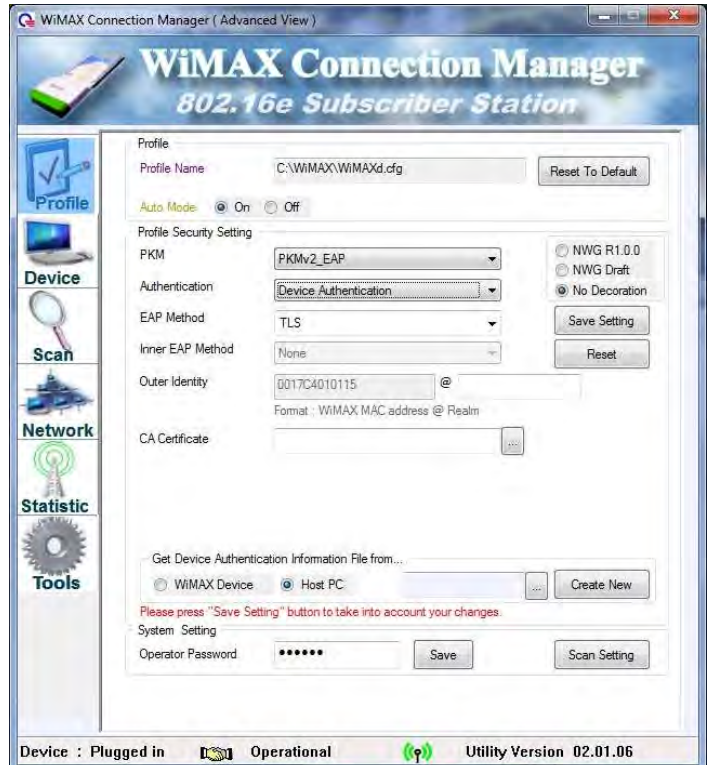 WiMAX Connection Manager ( Advanced View )
WiMAX Connection Manager
802.16e Subscriber Station
Profile
Device
Scan
Network
Statistic
Tools
Profile
Profile Name C:\WiMAX\WiMAXd.cfg Reset To Default
Auto Mode On Off
Profile Security Setting
PKM PKMv2_EAP
NWG R1.0.0
NWG Draft
No Decoration
Authentication Device Authentication
EAP Method TLS Save Setting
Inner EAP Method None Reset
Outer Identity 0017C4010115 @
Format : WiMAX MAC address @ Realm
CA Certificate ...
Get Device Authentication Information File from...
WiMAX Device Host PC ... Create New
Please press "Save Setting" button to take into account your changes.
System Setting
Operator Password •••••• Save Scan Setting
Device : Plugged in Operational Utility Version 02.01.06